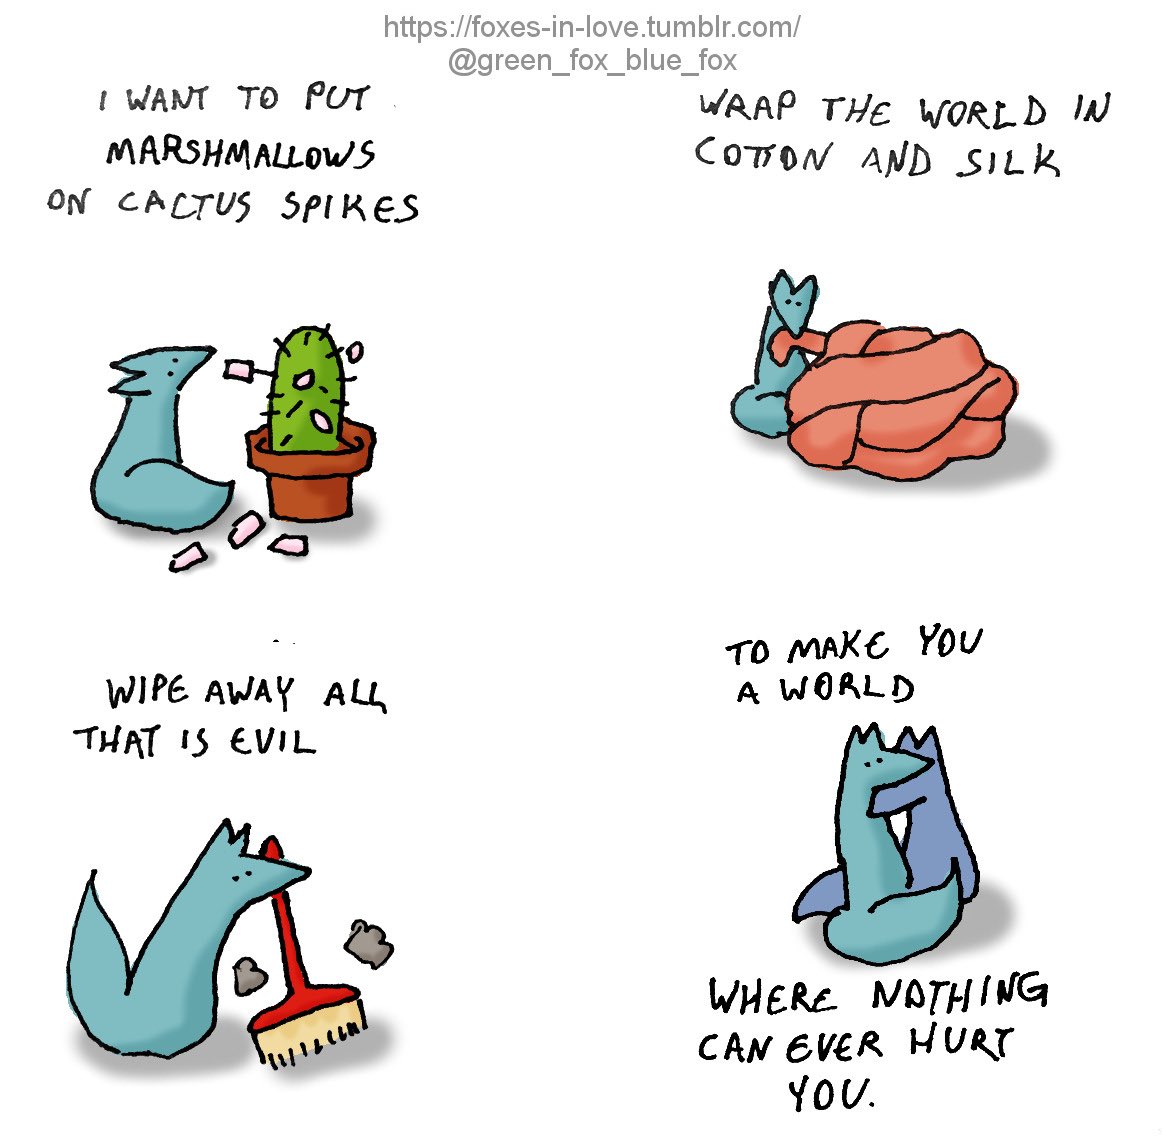 https://foxes-in-love.tumblr.com/
@green_fox_blue_fox
I WANT TO PUT
MARSHMALLOWS
ON CACTUS SPIKES
WRAP THE WORLD IN
COTTON AND SILK
WIPE AWAY ALL
THAT IS EVIL
TO MAKE YOU
A WORLD
WHERE NOTHING
CAN EVER HURT
YOU.